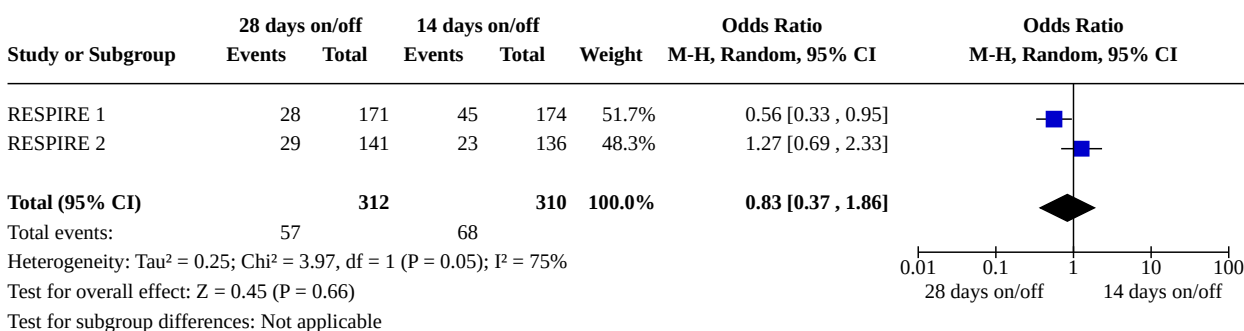 28 days on/off 14 days on/off Odds Ratio Odds Ratio
Study or Subgroup Events Total Events Total Weight M-H, Random, 95% CI M-H, Random, 95% CI
RESPIRE 1 28 171 45 174 51.7% 0.56 [0.33 , 0.95]
RESPIRE 2 29 141 23 136 48.3% 1.27 [0.69 , 2.33]
Total (95% CI) 312 310 100.0% 0.83 [0.37 , 1.86]
Total events: 57 68
Heterogeneity: Tau² = 0.25; Chi² = 3.97, df = 1 (P = 0.05); I² = 75%
0.01 0.1 1 10 100
Test for overall effect: Z = 0.45 (P = 0.66) 28 days on/off 14 days on/off
Test for subgroup differences: Not applicable